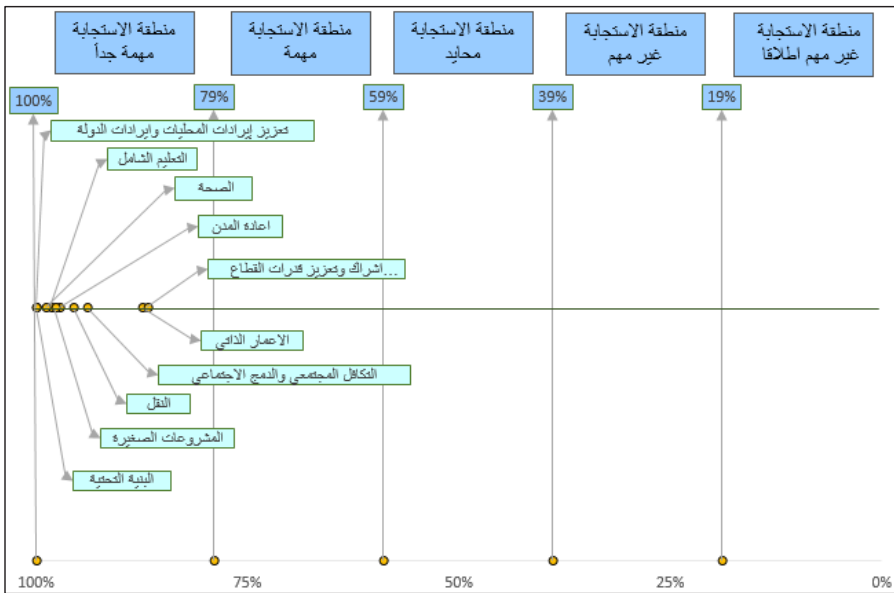 منطقة الاستجابة
مهمة جداً
منطقة الاستجابة
مهمة
منطقة الاستجابة
محايد
منطقة الاستجابة
غير مهم
منطقة الاستجابة
غير مهم اطلاقا
100%
79%
59%
39%
19%
تعزيز إيرادات المحليات وايرادات الدولة
التعليم الشامل
الصحة
اعادة المدن
اشراك وتعزيز قدرات القطاع...
الاعمار الذاتي
التكافل المجتمعي والدمج الاجتماعي
النقل
المشروعات الصغيرة
البنية التحتية
100%
75%
50%
25%
0%